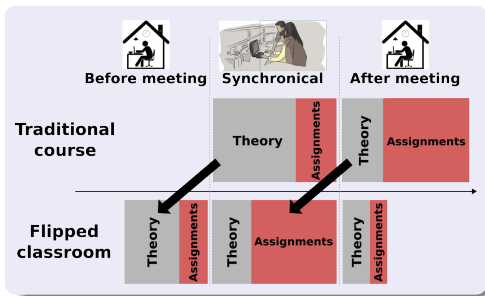 Before meeting
Synchronical
After meeting
Traditional
course
Theory
Assignments
Theory
Assignments
Flipped
classroom
Theory
Assignments
Theory
Assignments
Theory
Assignments